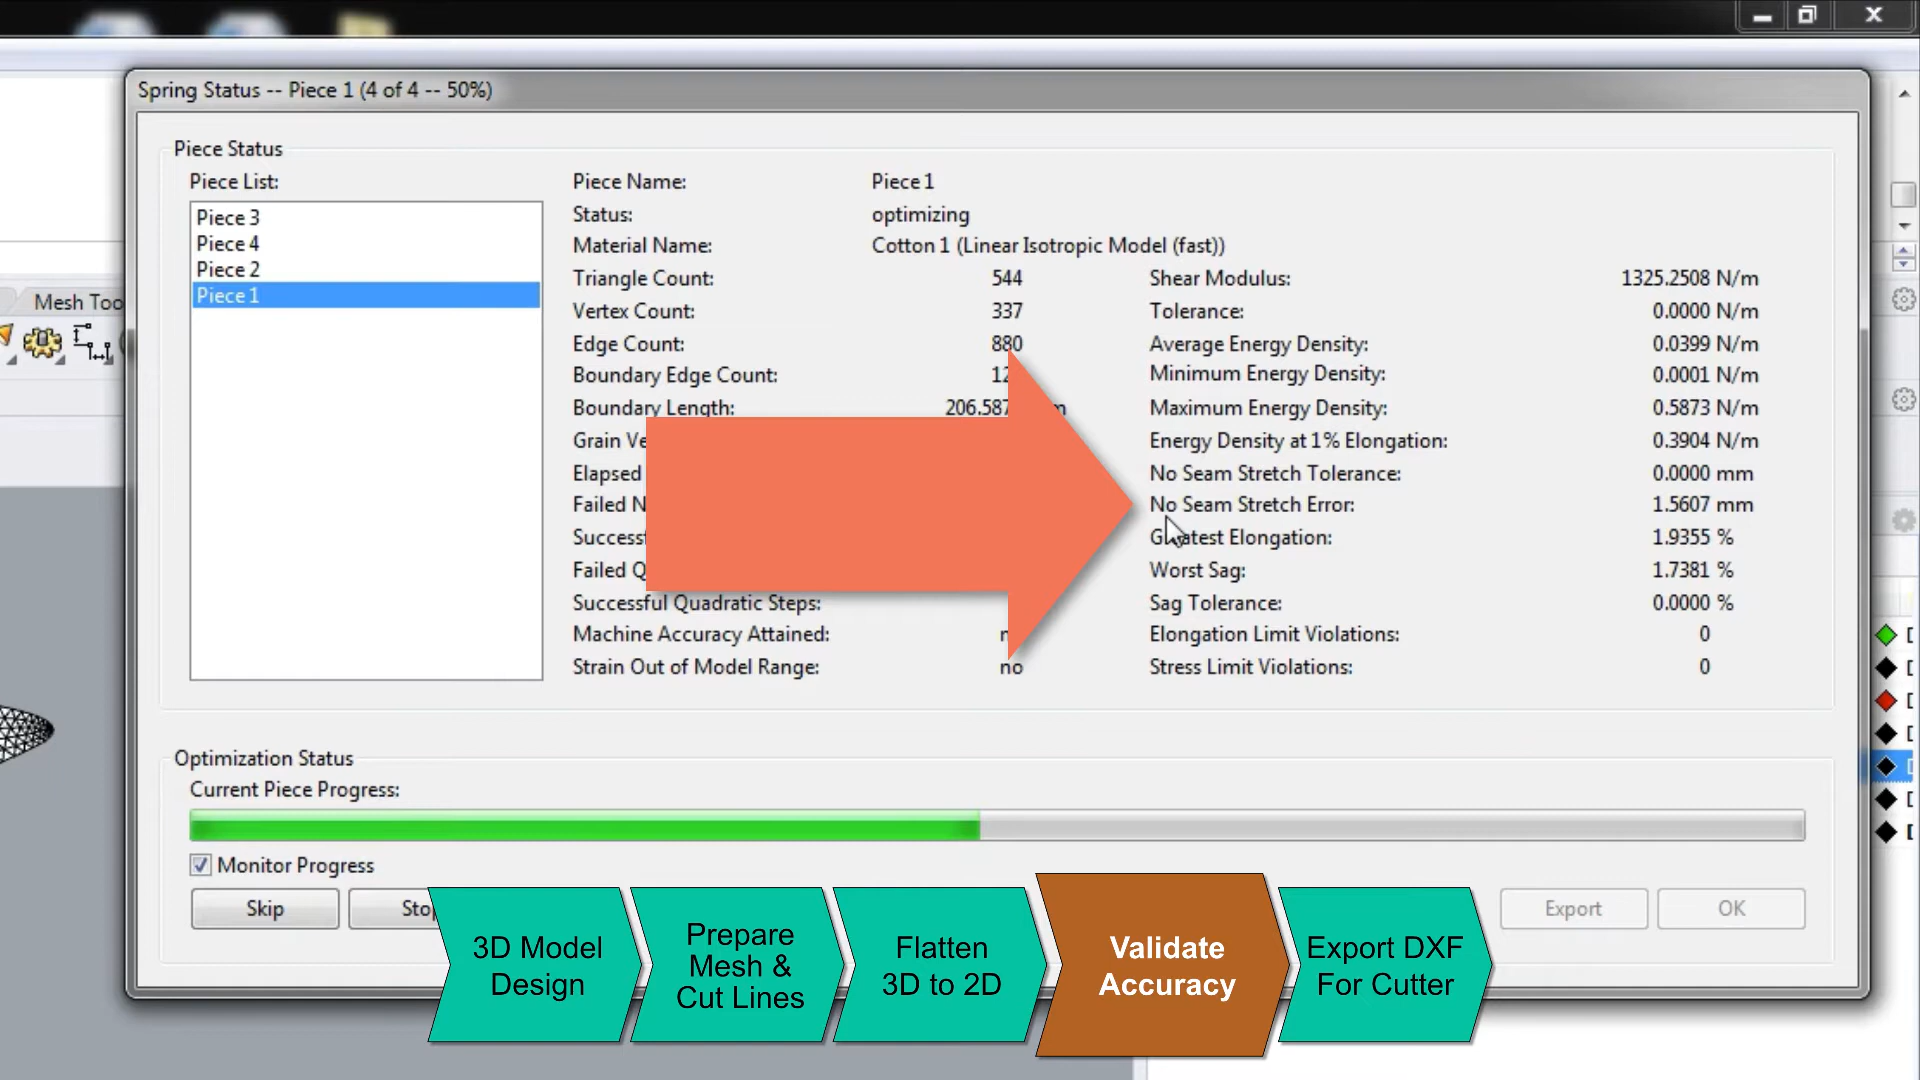 Spring Status -- Piece 1 (4 of 4 -- 50%)
Piece Status
Piece List:
Piece 3
Piece 4
Piece 2
Piece 1
Piece Name: Piece 1
Status: optimizing
Material Name: Cotton 1 (Linear Isotropic Model (fast))
Triangle Count: 544
Vertex Count: 337
Edge Count: 880
Boundary Edge Count:
Boundary Length: 206.587
Grain
Elapsed
Failed
Failed
Successful Quadratic Steps:
Machine Accuracy Attained:
Strain Out of Model Range: no
Shear Modulus: 1325.2508 N/m
Tolerance: 0.0000 N/m
Average Energy Density: 0.0399 N/m
Minimum Energy Density: 0.0001 N/m
Maximum Energy Density: 0.5873 N/m
Energy Density at 1% Elongation: 0.3904 N/m
No Seam Stretch Tolerance: 0.0000 mm
No Seam Stretch Error: 1.5607 mm
Greatest Elongation: 1.9355 %
Worst Sag: 1.7381 %
Sag Tolerance: 0.0000 %
Elongation Limit Violations: 0
Stress Limit Violations: 0
Mesh Too
Optimization Status
Current Piece Progress:
Monitor Progress
Skip
Stop
Export
OK
3D Model
Design
Prepare
Mesh &
Cut Lines
Flatten
3D to 2D
Validate
Accuracy
Export DXF
For Cutter